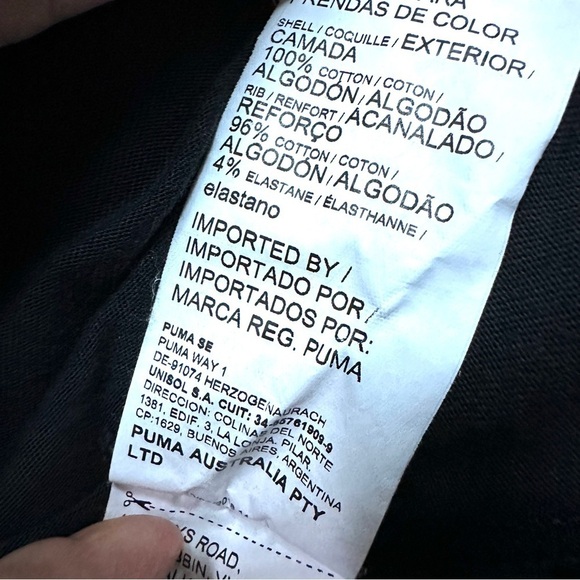 PRENDAS DE COLOR
SHELL / COQUILLE / EXTERIOR /
CAMADA
100% COTTON / COTON /
ALGODÓN / ALGODÃO
RIB / RENFORT / ACANALADO /
REFORÇO
96% COTTON / COTON /
ALGODÓN / ALGODÃO
4% ELASTANE / ÉLASTHANNE /
elastano
IMPORTED BY /
IMPORTADO POR /
IMPORTADOS POR:
MARCA REG. PUMA
PUMA SE
PUMA WAY 1
DE-91074 HERZOGENAURACH
UNISOL S.A. CUIT:
DIRECCION: COLINAS DEL NORTE
1381, EDIF. 3, LA LONJA. PILAR.
CP:1629, BUENOS AIRES, ARGENTINA
PUMA AUSTRALIA PTY
LTD
ROAD,